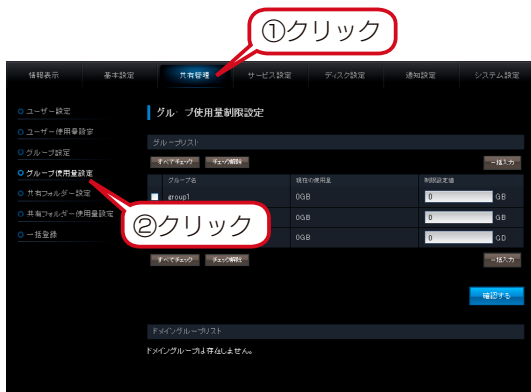 ①クリック
情報表示 基本設定 共有管理 サービス設定 ディスク設定 通知設定 システム設定
ユーザー設定
ユーザー使用量設定
グループ設定
グループ使用量設定
共有フォルダー設定
共有フォルダー使用量設定
一括登録
グループ使用量制限設定
グループリスト
すべてチェック チェック解除 一括入力
グループ名 現在の使用量 制限設定値
group1 0GB 0 GB
②クリック
0GB 0 GB
0GB 0 GB
すべてチェック チェック解除 一括入力
確認する
ドメイングループリスト
ドメイングループは存在しません。